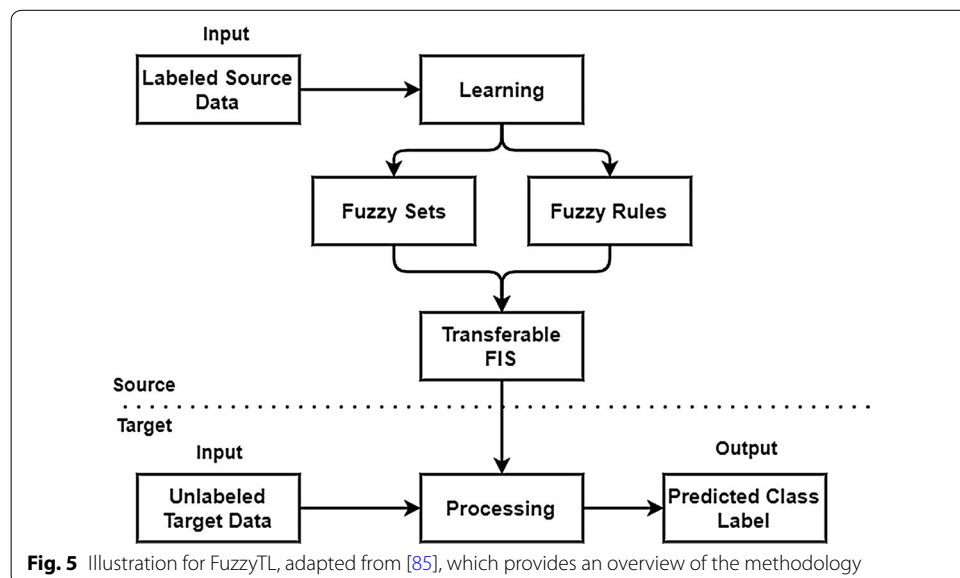 Input
Labeled Source
Data
Learning
Fuzzy Sets
Fuzzy Rules
Transferable
FIS
Source
Target
Input
Output
Unlabeled
Target Data
Processing
Predicted Class
Label
Fig. 5 Illustration for FuzzyTL, adapted from [85], which provides an overview of the methodology